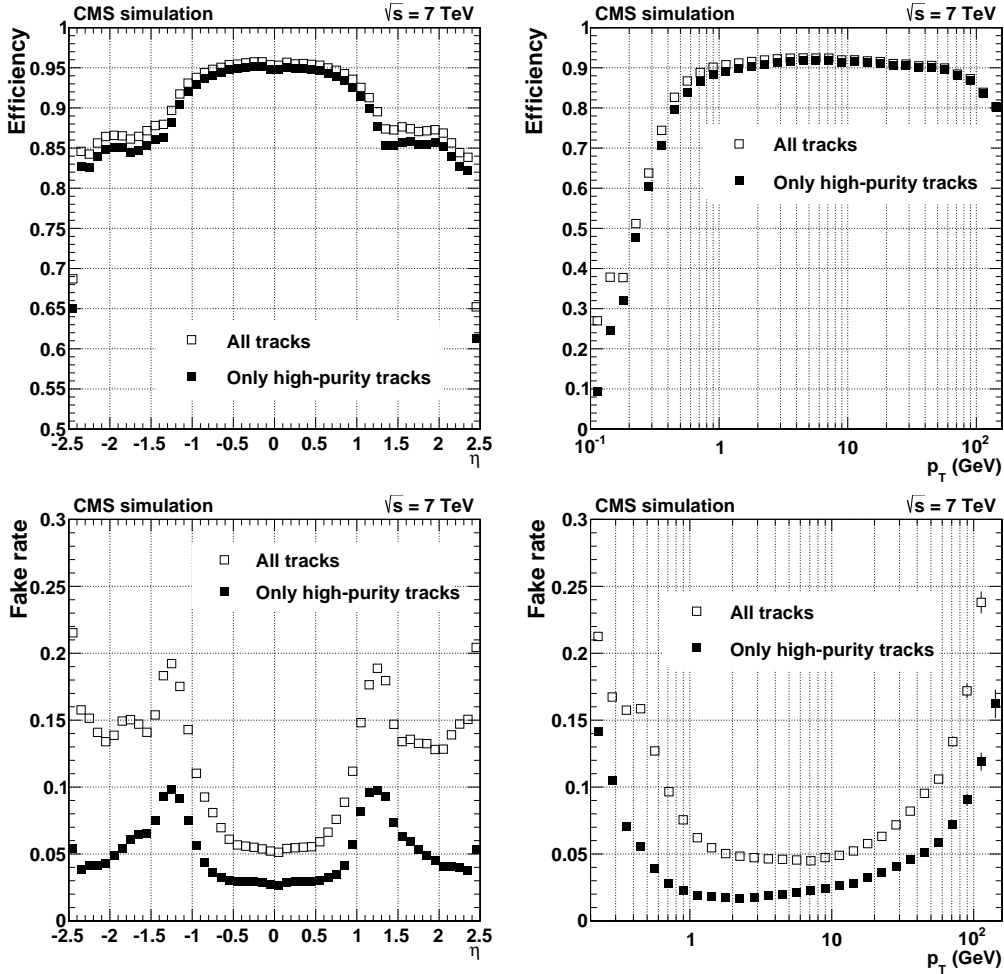 CMS simulation √s = 7 TeV
Efficiency
1
0.95
0.9
0.85
0.8
0.75
0.7
0.65
0.6
0.55
0.5
All tracks
Only high-purity tracks
-2.5 -2 -1.5 -1 -0.5 0 0.5 1 1.5 2 2.5
η
CMS simulation √s = 7 TeV
Efficiency
1
0.9
0.8
0.7
0.6
0.5
0.4
0.3
0.2
0.1
0
All tracks
Only high-purity tracks
10⁻¹ 1 10 10²
p_T (GeV)
CMS simulation √s = 7 TeV
Fake rate
0.3
0.25
0.2
0.15
0.1
0.05
0
All tracks
Only high-purity tracks
-2.5 -2 -1.5 -1 -0.5 0 0.5 1 1.5 2 2.5
η
CMS simulation √s = 7 TeV
Fake rate
0.3
0.25
0.2
0.15
0.1
0.05
0
All tracks
Only high-purity tracks
1 10 10²
p_T (GeV)